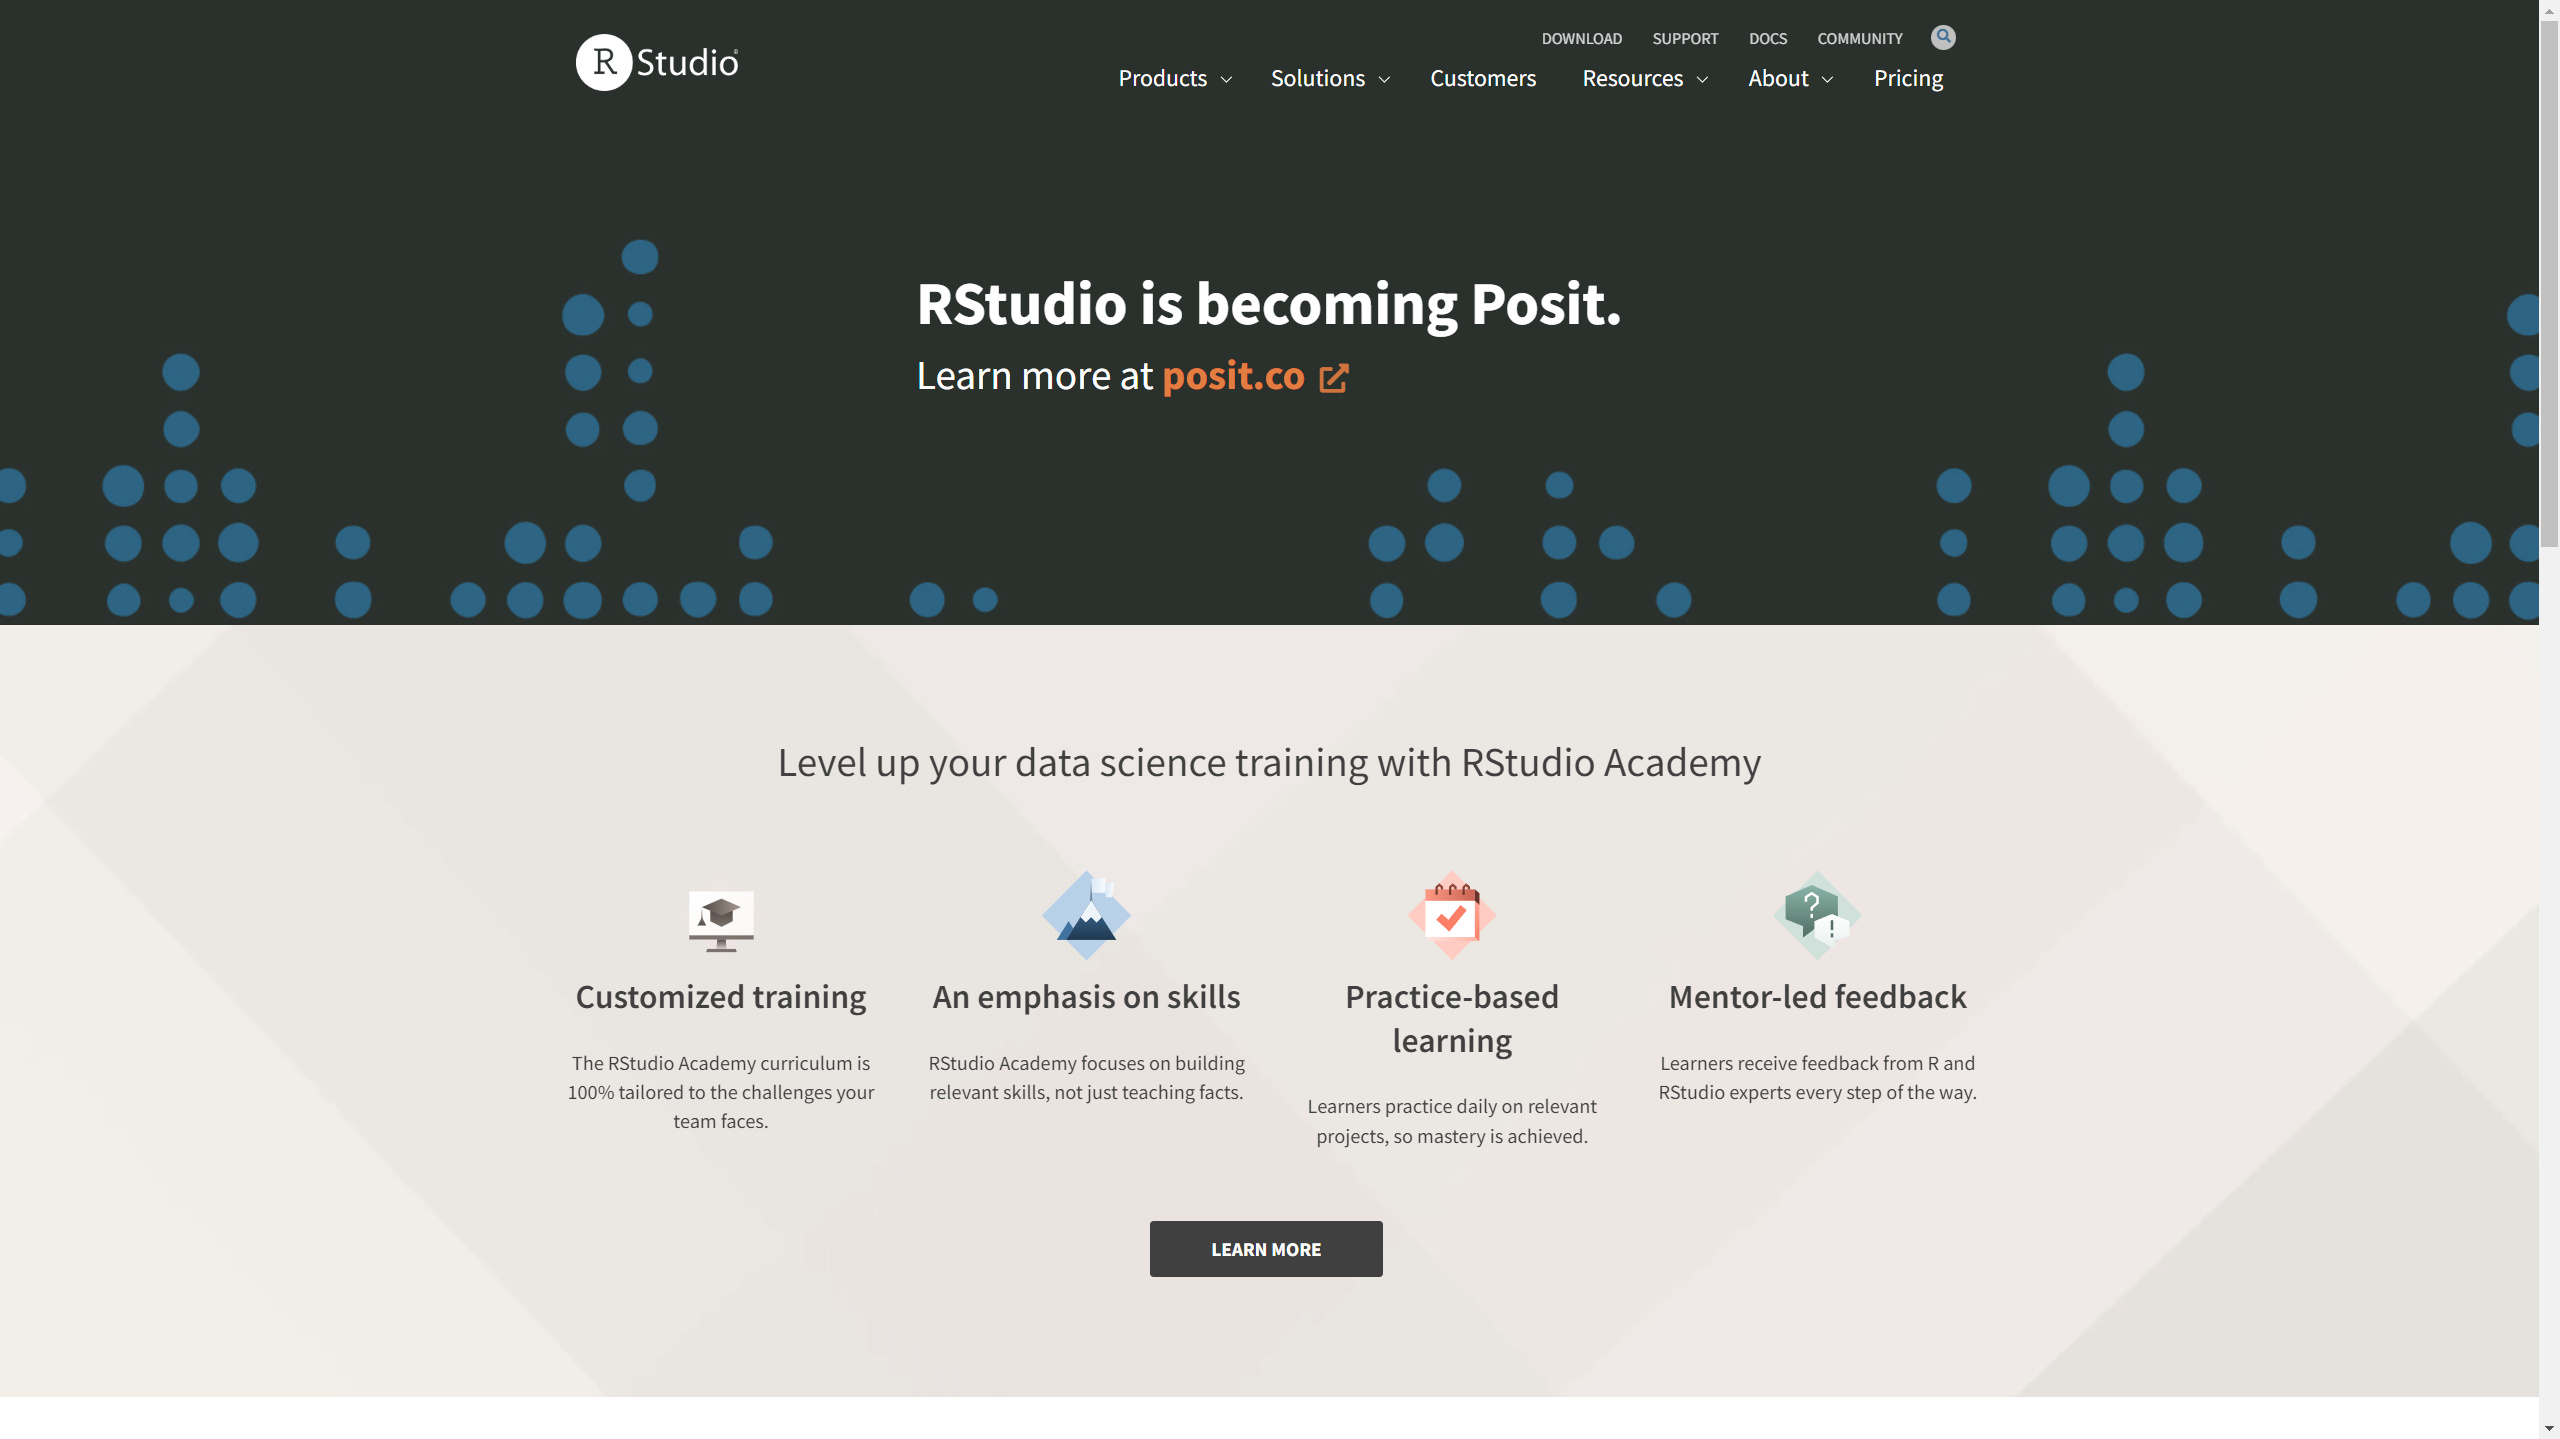 R Studio®
DOWNLOAD SUPPORT DOCS COMMUNITY
Products Solutions Customers Resources About Pricing
RStudio is becoming Posit.
Learn more at posit.co
Level up your data science training with RStudio Academy
Customized training
The RStudio Academy curriculum is
100% tailored to the challenges your
team faces.
An emphasis on skills
RStudio Academy focuses on building
relevant skills, not just teaching facts.
Practice-based
learning
Learners practice daily on relevant
projects, so mastery is achieved.
? !
Mentor-led feedback
Learners receive feedback from R and
RStudio experts every step of the way.
LEARN MORE